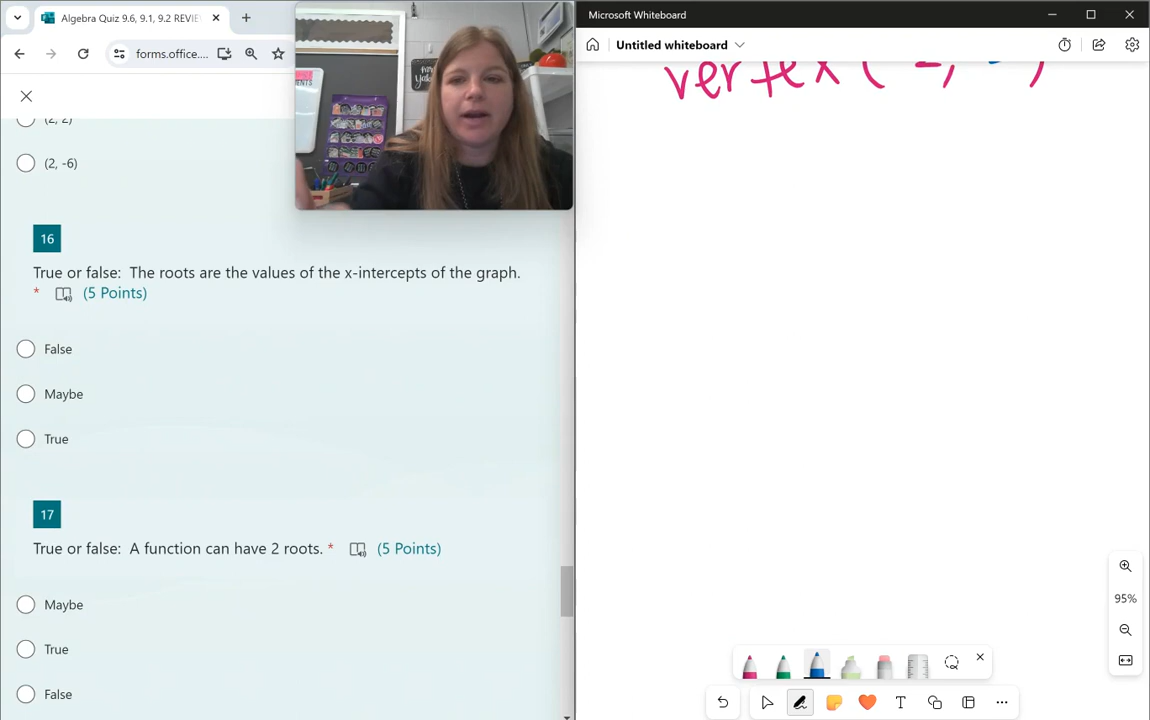 Algebra Quiz 9.6, 9.1, 9.2 REVIE
Microsoft Whiteboard
forms.office....
Untitled whiteboard
(2, 2)
(2, -6)
16
True or false: The roots are the values of the x-intercepts of the graph.
* (5 Points)
False
Maybe
True
17
True or false: A function can have 2 roots. * (5 Points)
Maybe
True
False
vertex (
95%